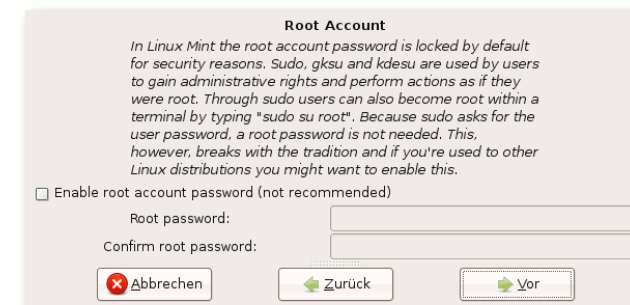 Root Account
In Linux Mint the root account password is locked by default
for security reasons. Sudo, gksu and kdesu are used by users
to gain administrative rights and perform actions as if they
were root. Through sudo users can also become root within a
terminal by typing "sudo su root". Because sudo asks for the
user password, a root password is not needed. This,
however, breaks with the tradition and if you're used to other
Linux distributions you might want to enable this.
Enable root account password (not recommended)
Root password:
Confirm root password:
Abbrechen Zurück Vor